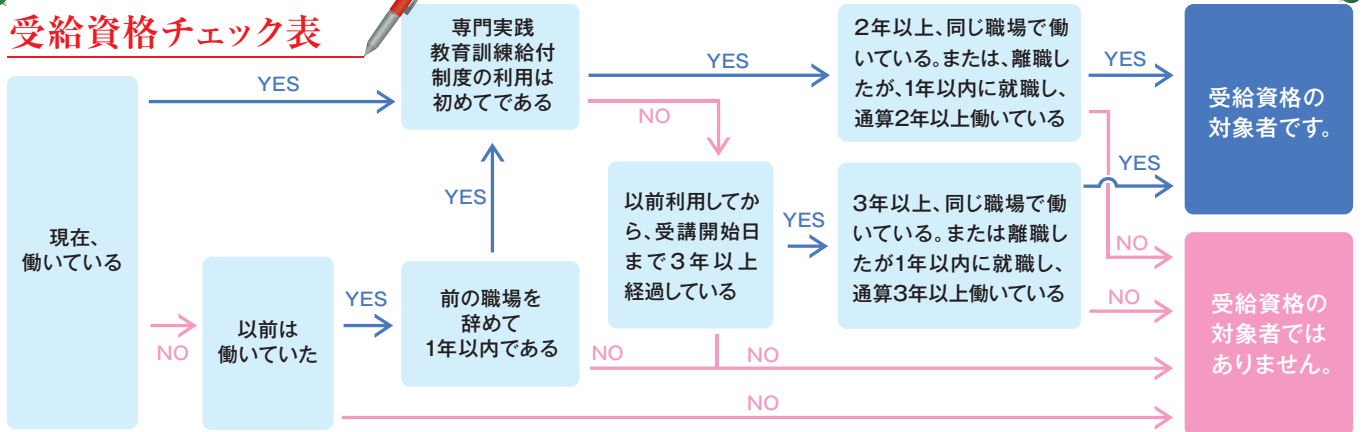 受給資格チェック表
現在、
働いている
YES
NO
以前は
働いていた
YES
NO
前の職場を
辞めて
1年以内である
YES
NO
専門実践
教育訓練給付
制度の利用は
初めてである
YES
NO
以前利用してか
ら、受講開始日
まで3年以上
経過している
YES
NO
2年以上、同じ職場で働
いている。または、離職し
たが、1年以内に就職し、
通算2年以上働いている
YES
NO
3年以上、同じ職場で働
いている。または離職し
たが1年以内に就職し、
通算3年以上働いている
YES
NO
受給資格の
対象者です。
受給資格の
対象者では
ありません。